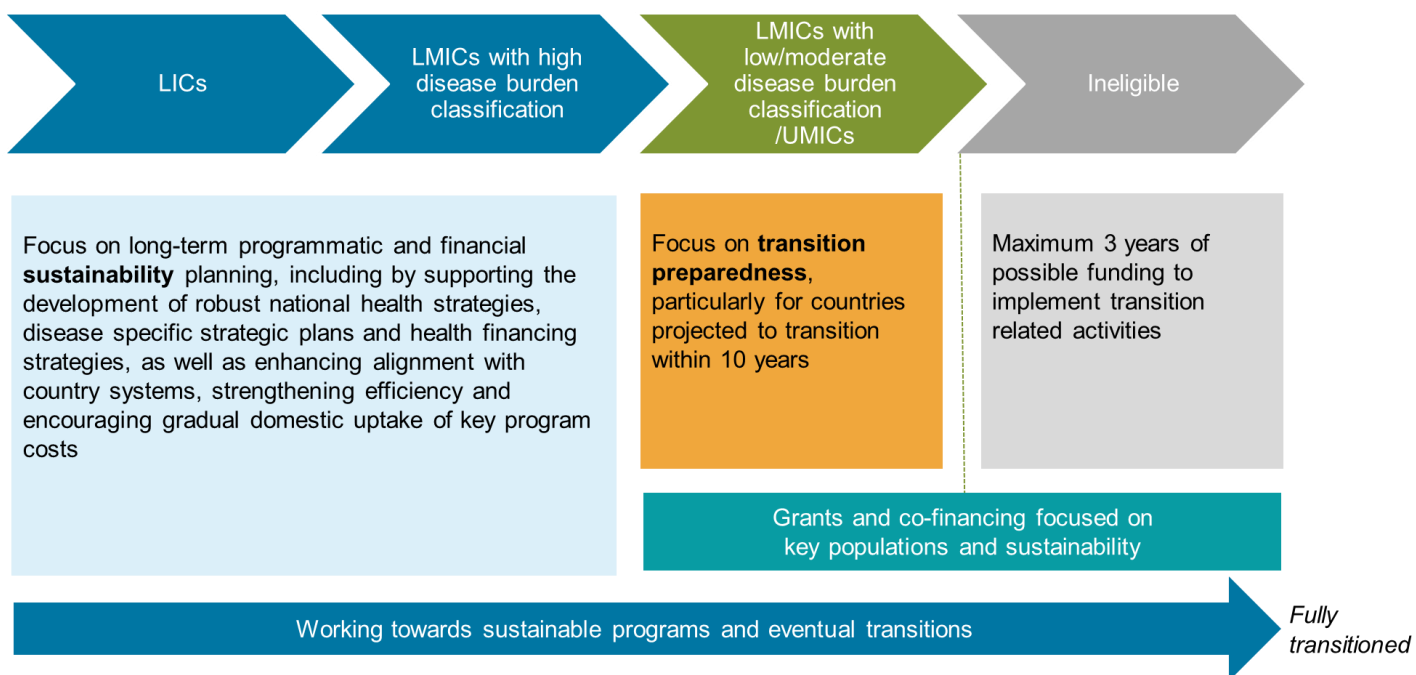 LICs
LMICs with high
disease burden
classification
LMICs with
low/moderate
disease burden
classification
/UMICs
Ineligible
Focus on long-term programmatic and financial
sustainability planning, including by supporting the
development of robust national health strategies,
disease specific strategic plans and health financing
strategies, as well as enhancing alignment with
country systems, strengthening efficiency and
encouraging gradual domestic uptake of key program
costs
Focus on transition
preparedness,
particularly for countries
projected to transition
within 10 years
Maximum 3 years of
possible funding to
implement transition
related activities
Grants and co-financing focused on
key populations and sustainability
Working towards sustainable programs and eventual transitions
Fully
transitioned